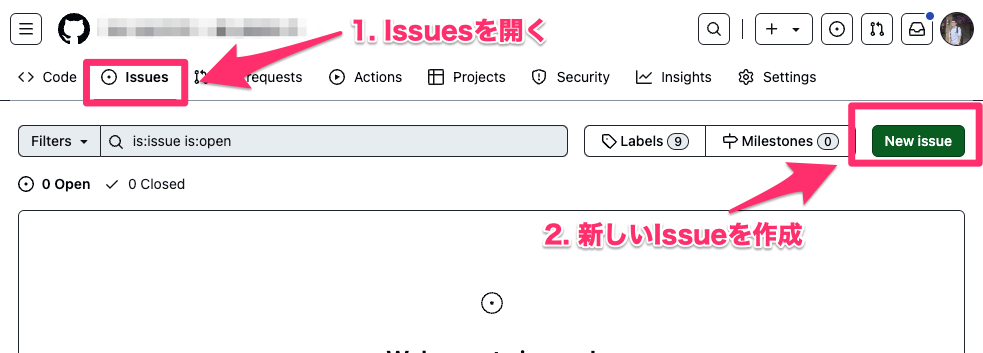 1. Issuesを開く
Code Issues requests Actions Projects Security Insights Settings
Filters is:issue is:open Labels 9 Milestones 0 New issue
0 Open 0 Closed
2. 新しいIssueを作成